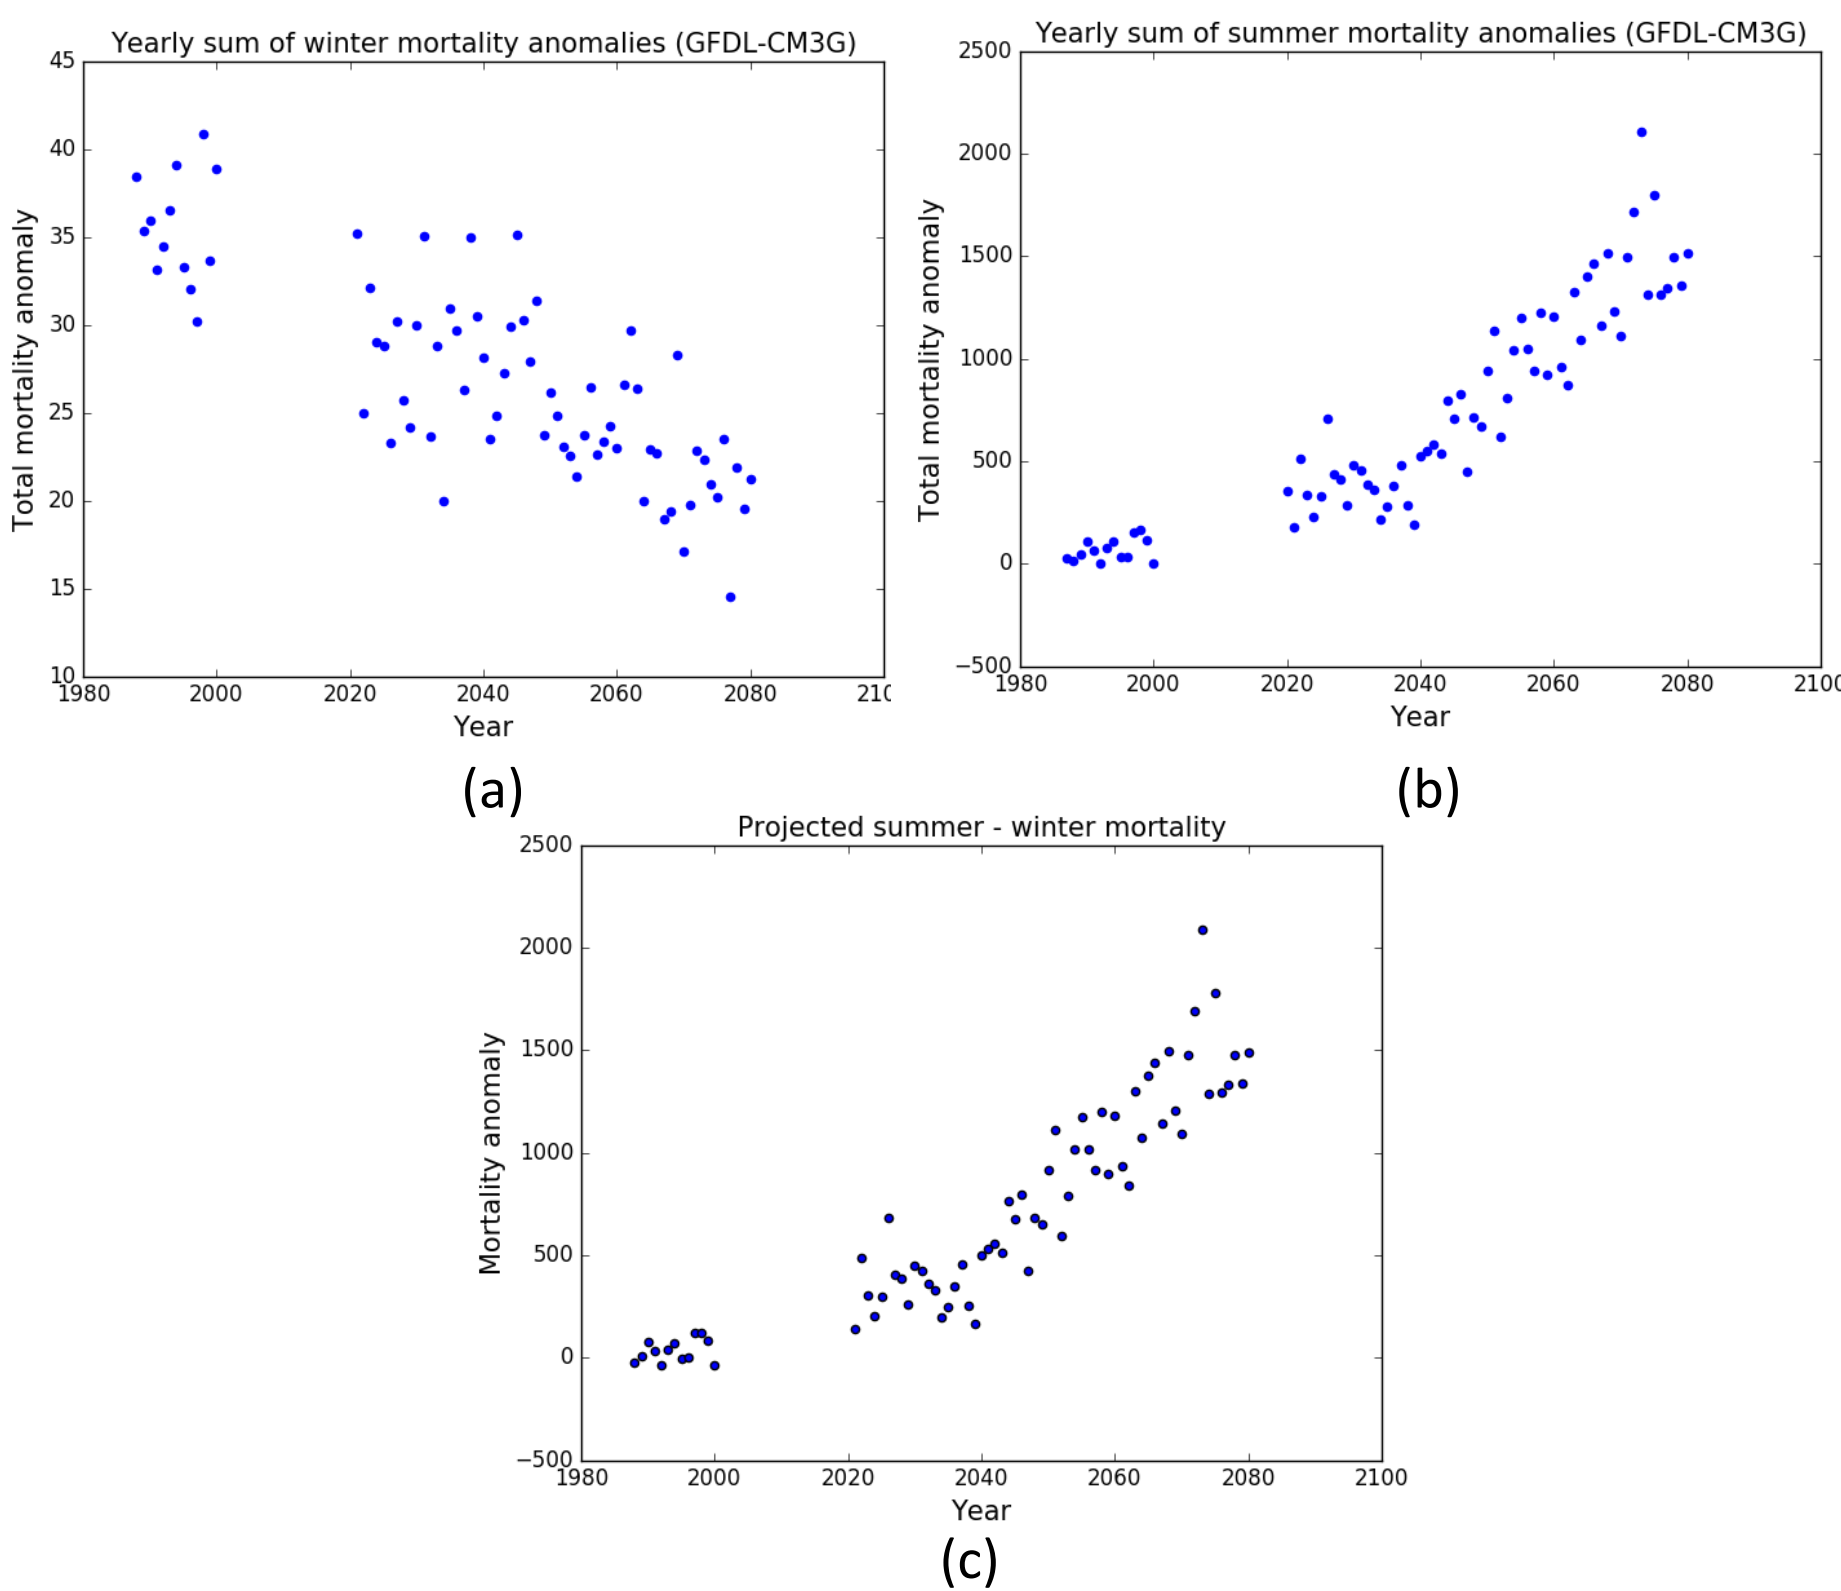 Yearly sum of winter mortality anomalies (GFDL-CM3G)
45
40
35
30
25
20
15
10
Total mortality anomaly
1980 2000 2020 2040 2060 2080 210
Year
(a)
Yearly sum of summer mortality anomalies (GFDL-CM3G)
2500
2000
1500
1000
500
0
−500
Total mortality anomaly
1980 2000 2020 2040 2060 2080 2100
Year
(b)
Projected summer - winter mortality
2500
2000
1500
1000
500
0
−500
Mortality anomaly
1980 2000 2020 2040 2060 2080 2100
Year
(c)